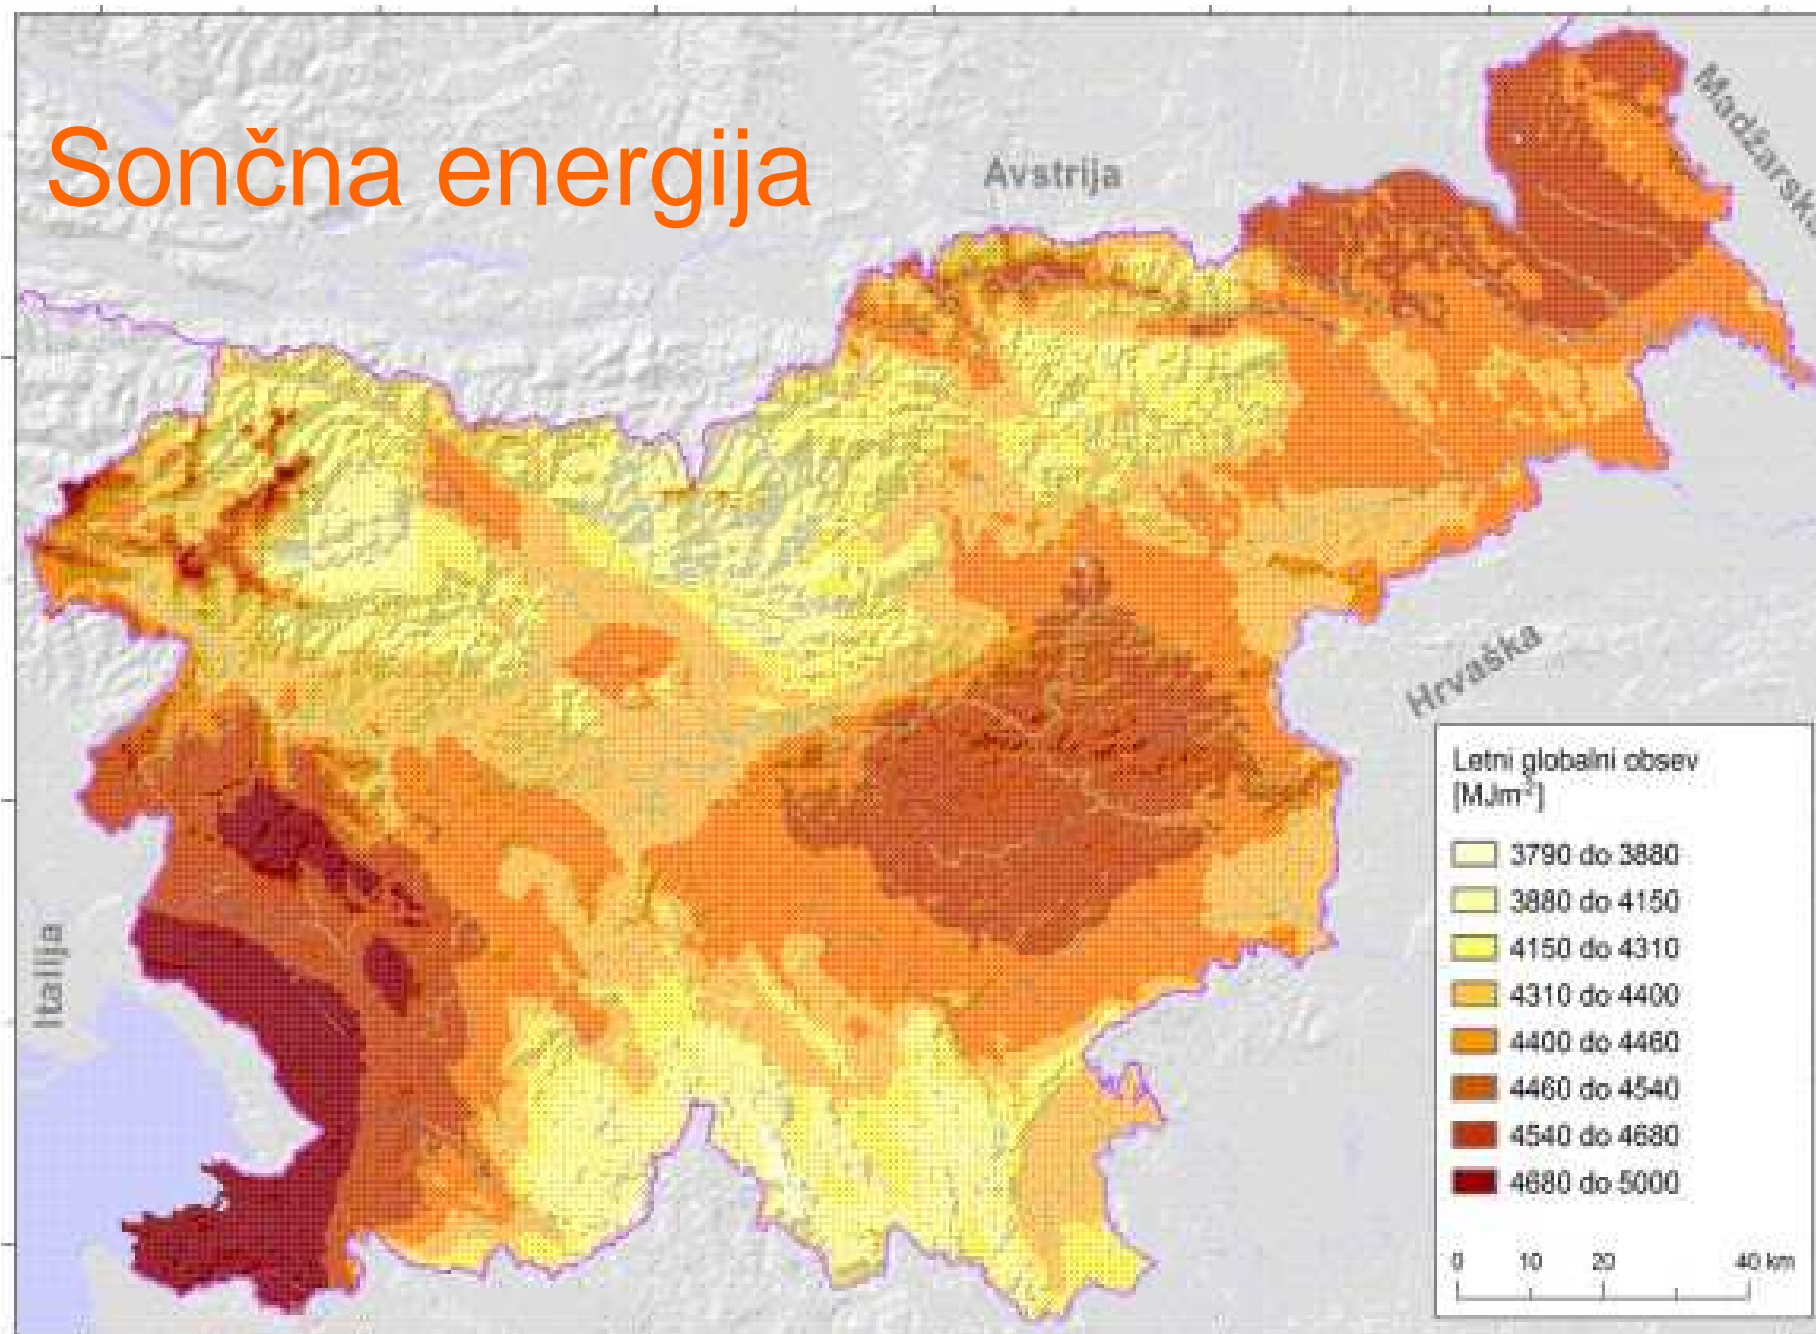 Sončna energija
Avstrija
Madžarska
Hrvaška
Italija
Letni globalni obsev
[MJm²]
3790 do 3880
3880 do 4150
4150 do 4310
4310 do 4400
4400 do 4460
4460 do 4540
4540 do 4680
4680 do 5000
0 10 20 40 km